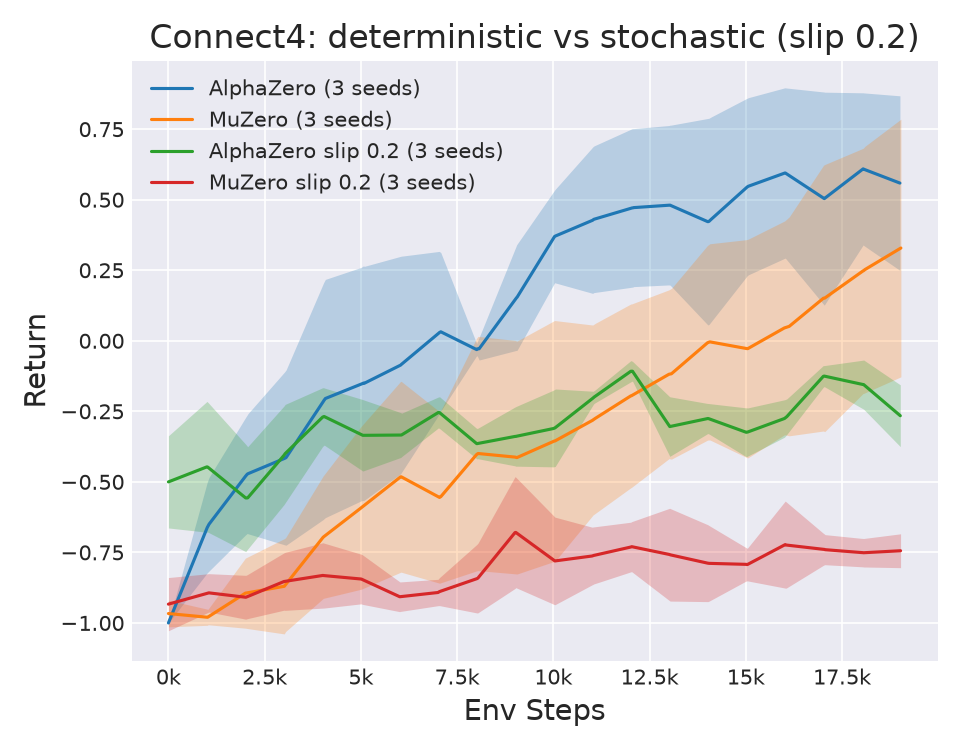 Connect4: deterministic vs stochastic (slip 0.2)
AlphaZero (3 seeds)
MuZero (3 seeds)
AlphaZero slip 0.2 (3 seeds)
MuZero slip 0.2 (3 seeds)
0.75
0.50
0.25
0.00
−0.25
−0.50
−0.75
−1.00
Return
0k 2.5k 5k 7.5k 10k 12.5k 15k 17.5k
Env Steps